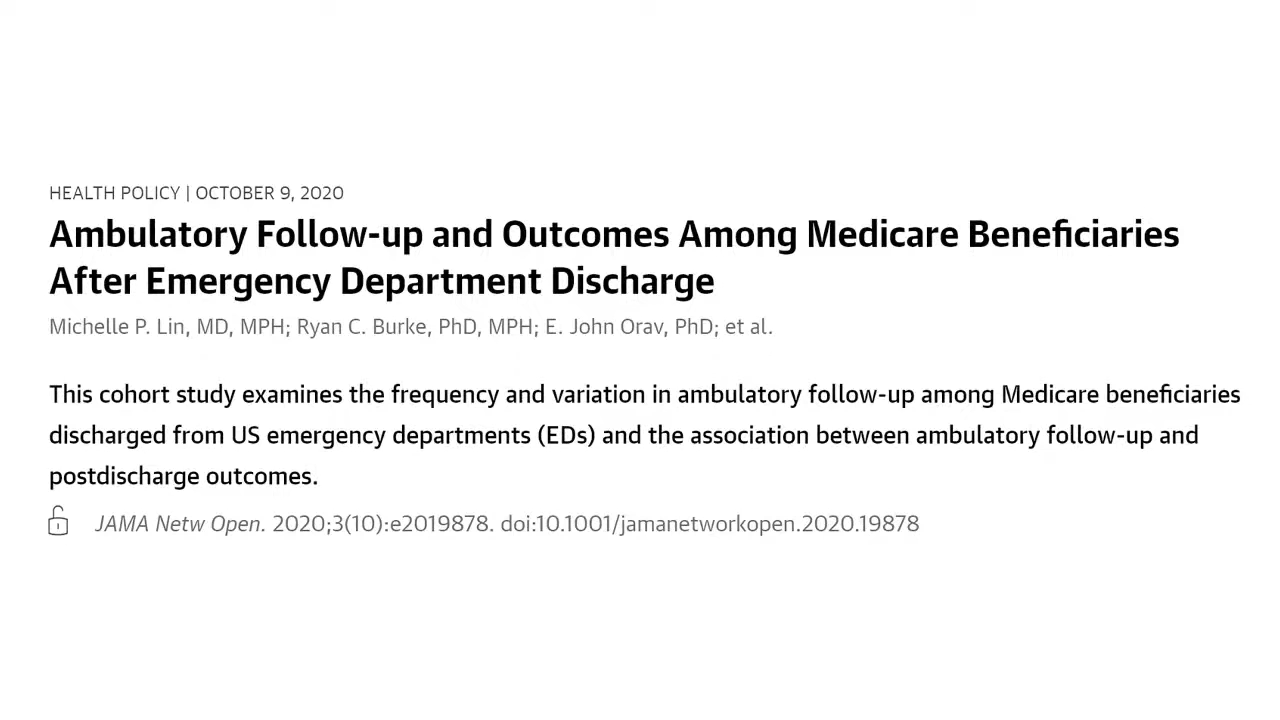 HEALTH POLICY | OCTOBER 9, 2020
Ambulatory Follow-up and Outcomes Among Medicare Beneficiaries
After Emergency Department Discharge
Michelle P. Lin, MD, MPH; Ryan C. Burke, PhD, MPH; E. John Orav, PhD; et al.
This cohort study examines the frequency and variation in ambulatory follow-up among Medicare beneficiaries
discharged from US emergency departments (EDs) and the association between ambulatory follow-up and
postdischarge outcomes.
JAMA Netw Open. 2020;3(10):e2019878. doi:10.1001/jamanetworkopen.2020.19878